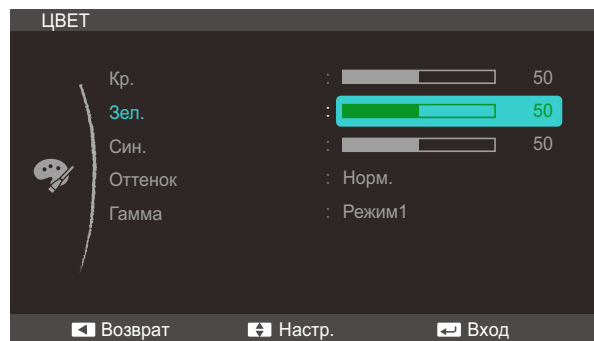 ЦВЕТ
Кр. : 50
Зел. : 50
Син. : 50
Оттенок : Норм.
Гамма : Режим1
Возврат Настр. Вход